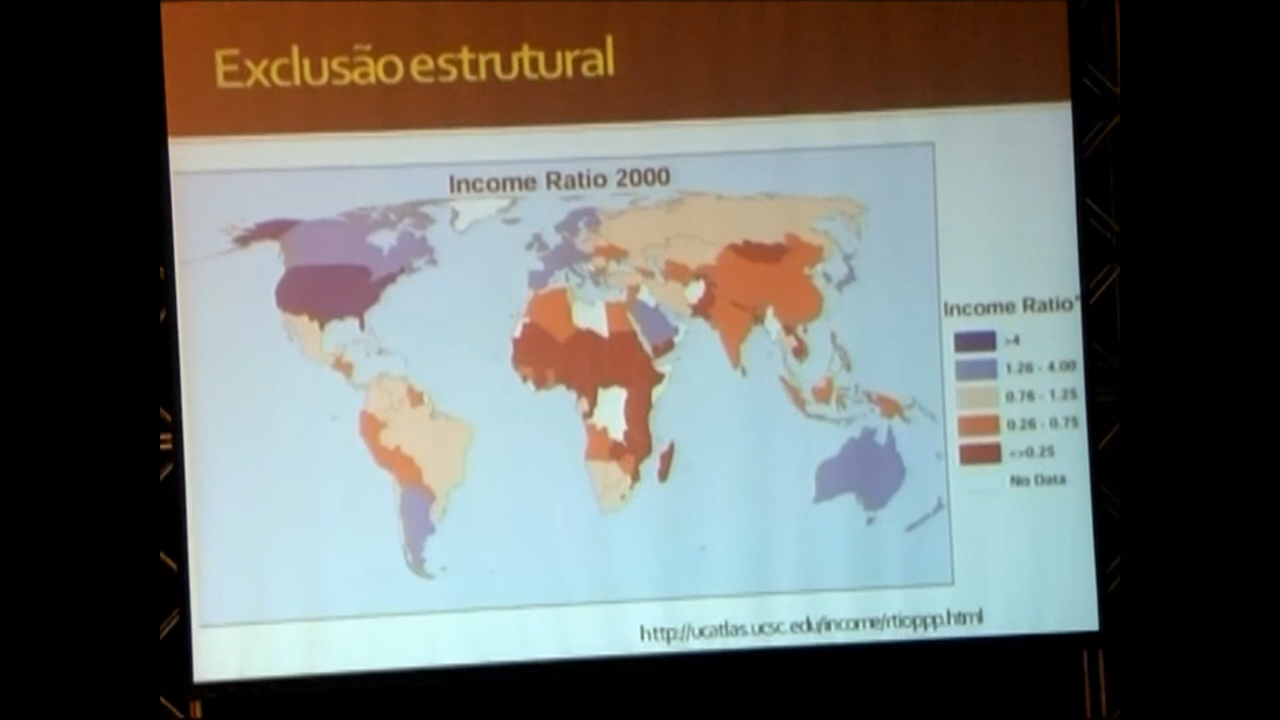 Exclusão estrutural
Income Ratio 2000
Income Ratio*
>4
1.26 - 4.00
0.76 - 1.25
0.26 - 0.75
<=0.25
No Data
http://ucatlas.ucsc.edu/income/rtioppp.html